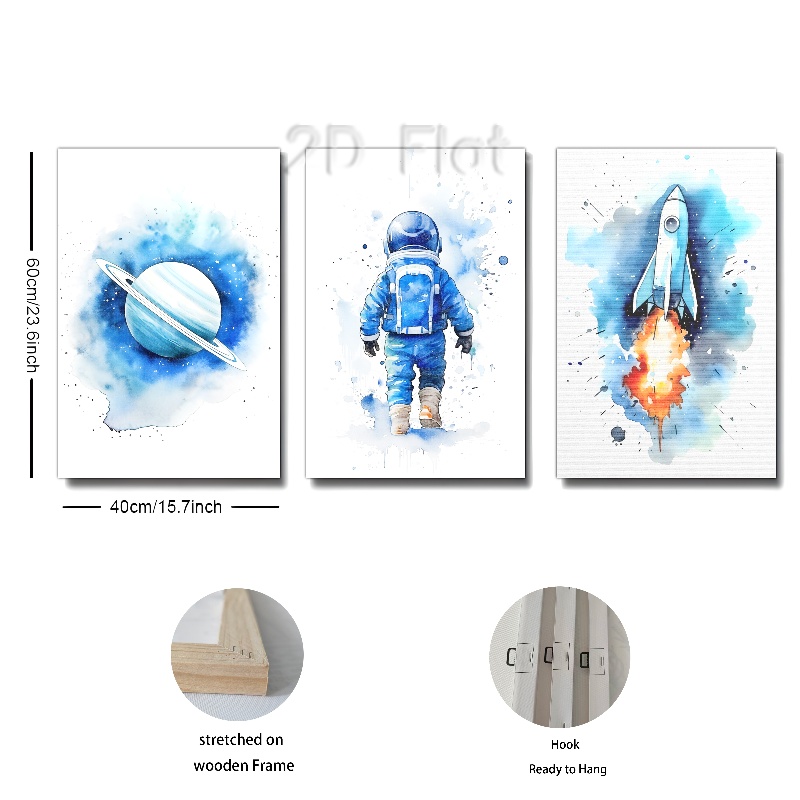 2D Flat
60cm/23.6inch
40cm/15.7inch
stretched on
wooden Frame
Hook
Ready to Hang